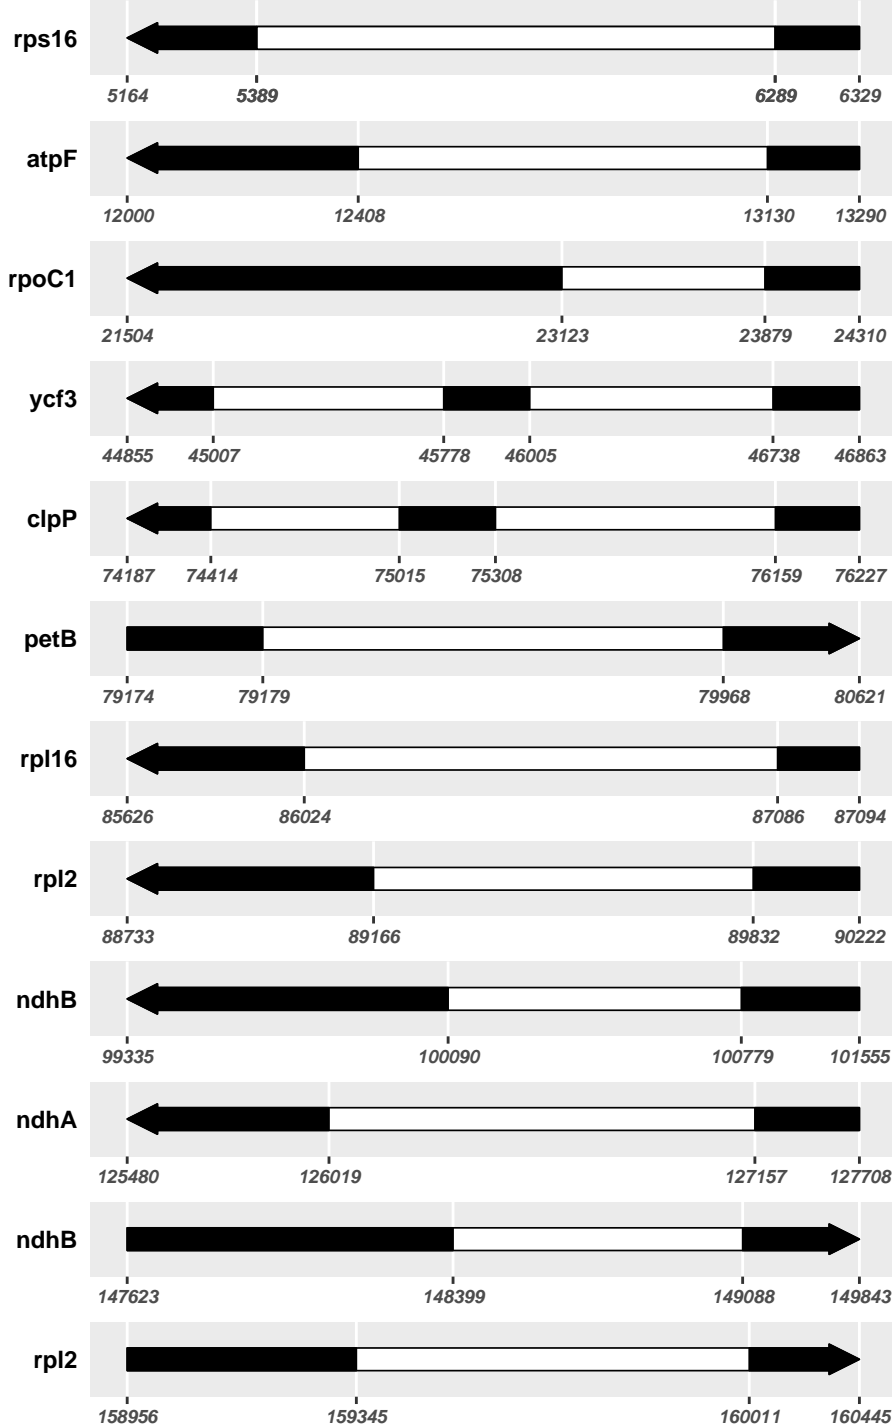 rps16
5164 5389 6289 6329
atpF
12000 12408 13130 13290
rpoC1
21504 23123 23879 24310
ycf3
44855 45007 45778 46005 46738 46863
clpP
74187 74414 75015 75308 76159 76227
petB
79174 79179 79968 80621
rpl16
85626 86024 87086 87094
rpl2
88733 89166 89832 90222
ndhB
99335 100090 100779 101555
ndhA
125480 126019 127157 127708
ndhB
147623 148399 149088 149843
rpl2
158956 159345 160011 160445